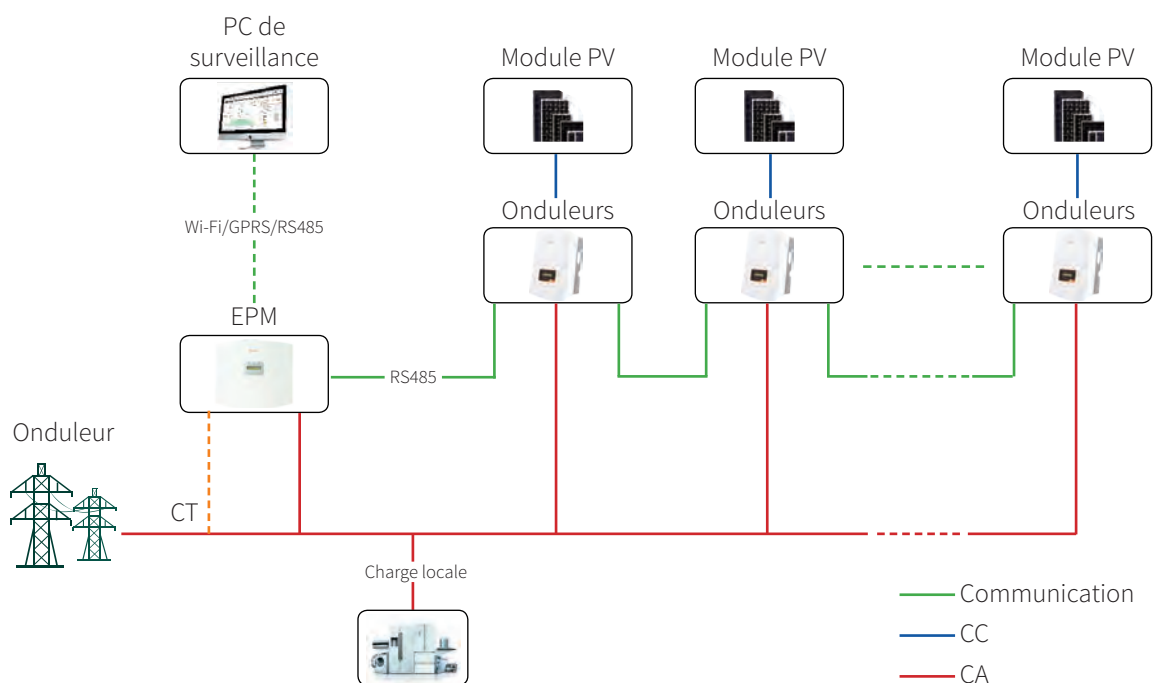 PC de
surveillance
Module PV
Module PV
Module PV
Wi-Fi/GPRS/RS485
Onduleurs
Onduleurs
Onduleurs
EPM
RS485
Onduleur
CT
Charge locale
Communication
CC
CA